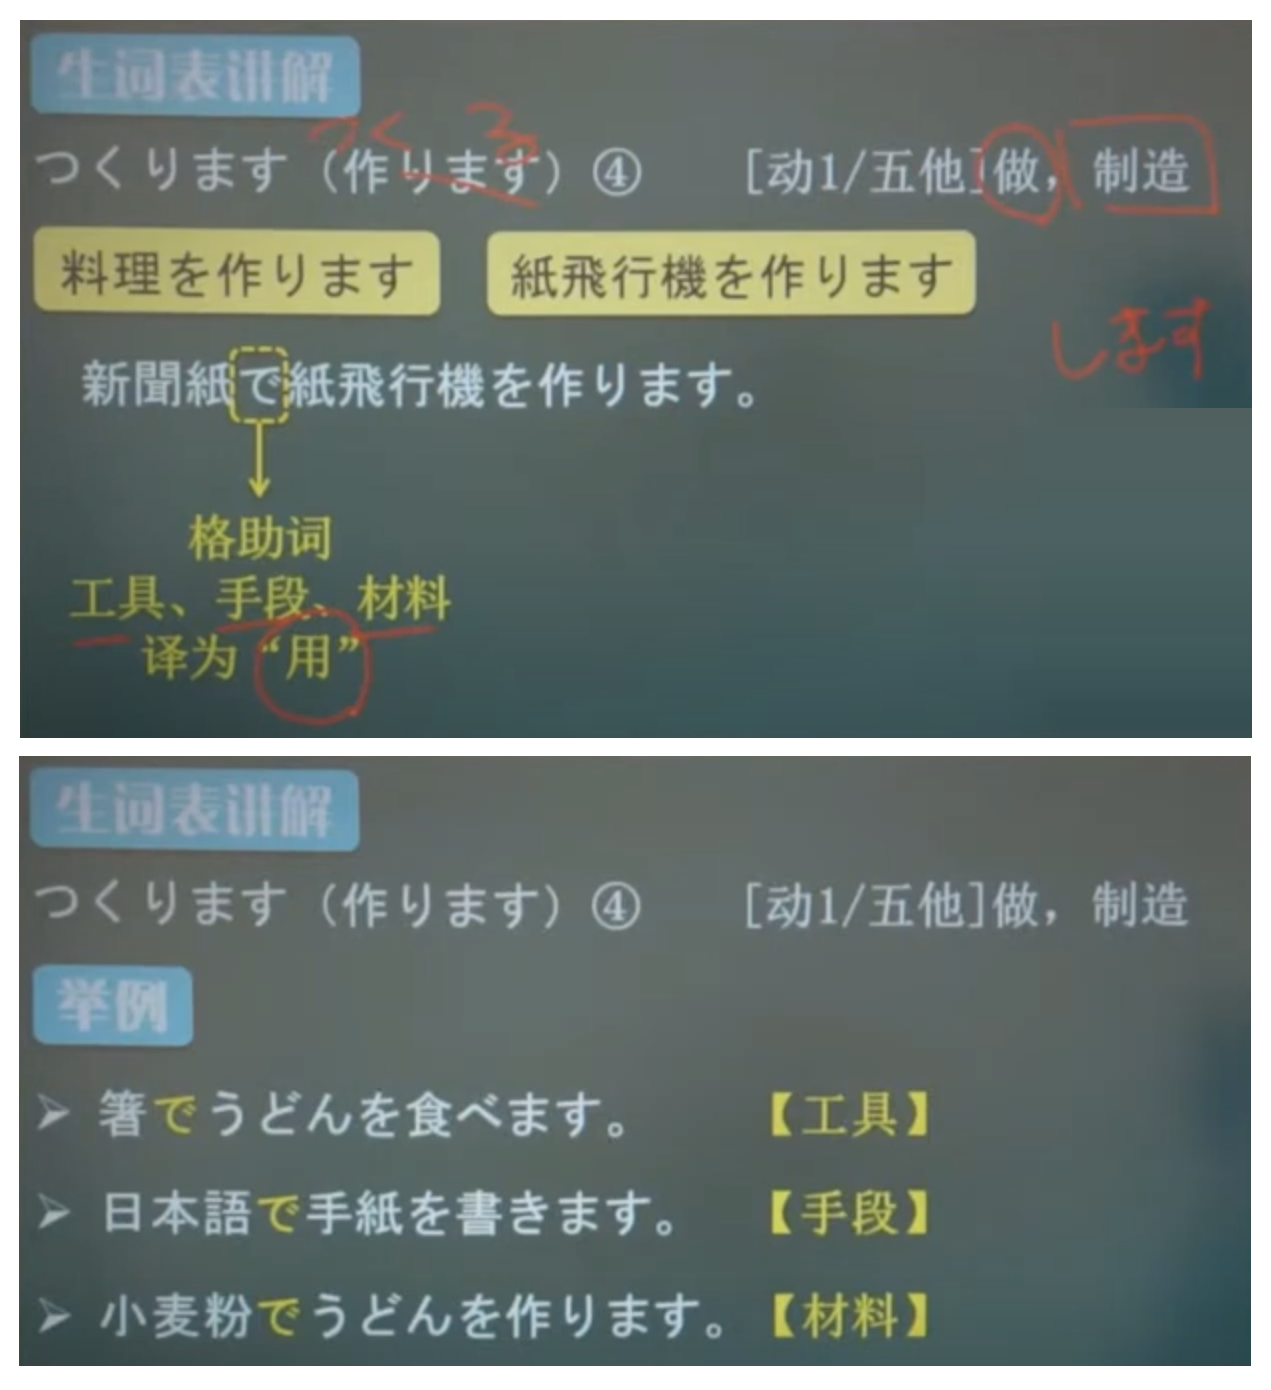 生词表讲解
つくる
つくります（作ります）④ [动1/五他]做，制造
料理を作ります 紙飛行機を作ります
します
新聞紙で紙飛行機を作ります。
格助词
工具、手段、材料
译为“用”
生词表讲解
つくります（作ります）④ [动1/五他]做，制造
举例
➢ 箸でうどんを食べます。 【工具】
➢ 日本語で手紙を書きます。 【手段】
➢ 小麦粉でうどんを作ります。【材料】